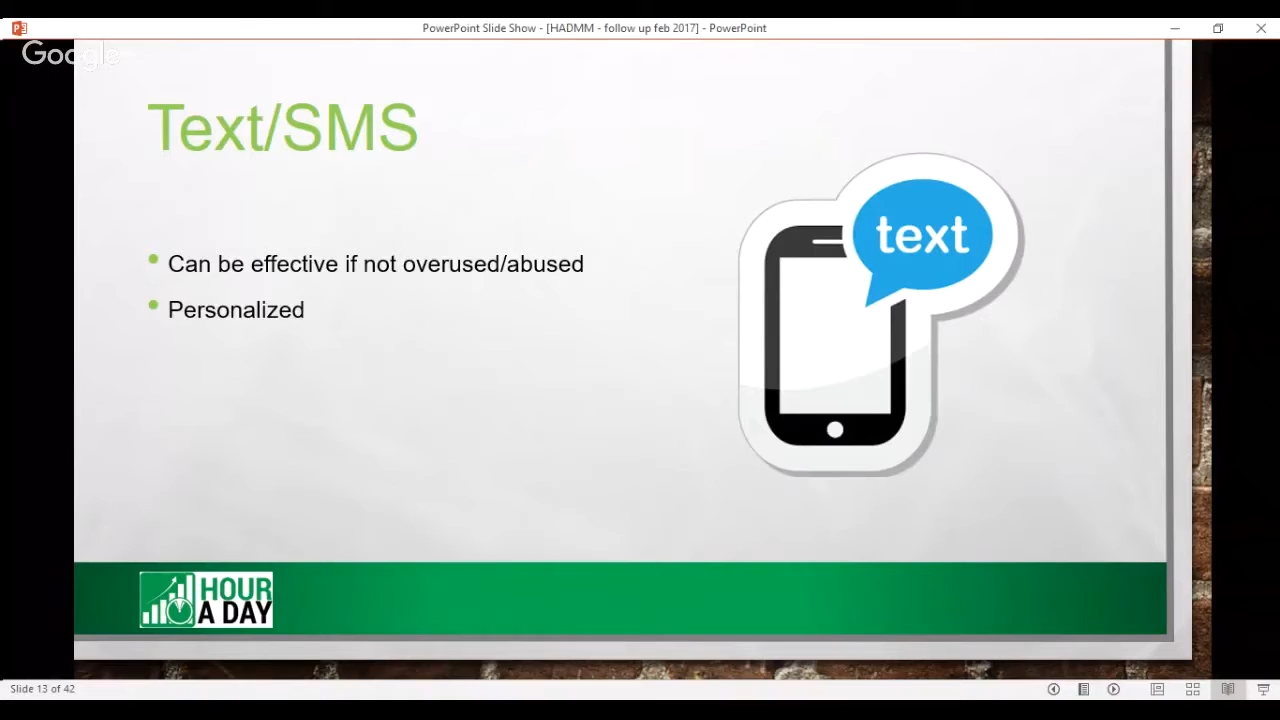 PowerPoint Slide Show - [HADMM - follow up feb 2017] - PowerPoint
Google
Text/SMS
Can be effective if not overused/abused
Personalized
text
HOUR
A DAY
Slide 13 of 42